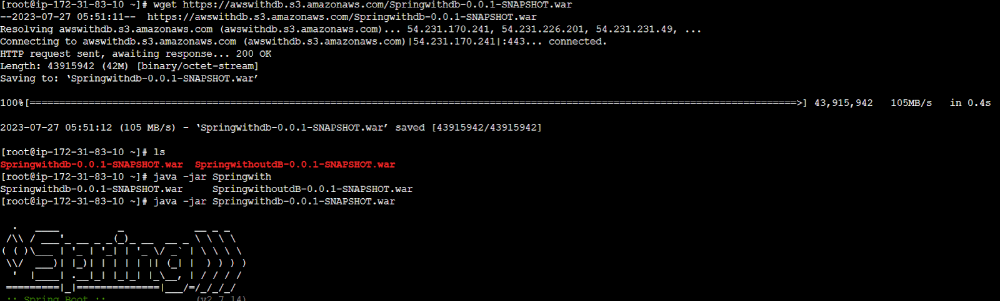 [root@ip-172-31-83-10 ~]# wget https://awswithdb.s3.amazonaws.com/Springwithdb-0.0.1-SNAPSHOT.war
--2023-07-27 05:51:11--  https://awswithdb.s3.amazonaws.com/Springwithdb-0.0.1-SNAPSHOT.war
Resolving awswithdb.s3.amazonaws.com (awswithdb.s3.amazonaws.com)... 54.231.170.241, 54.231.226.201, 54.231.231.49, ...
Connecting to awswithdb.s3.amazonaws.com (awswithdb.s3.amazonaws.com)|54.231.170.241|:443... connected.
HTTP request sent, awaiting response... 200 OK
Length: 43915942 (42M) [binary/octet-stream]
Saving to: ‘Springwithdb-0.0.1-SNAPSHOT.war’
100%[==================================================================================================================================>] 43,915,942   105MB/s   in 0.4s
2023-07-27 05:51:12 (105 MB/s) - ‘Springwithdb-0.0.1-SNAPSHOT.war’ saved [43915942/43915942]
[root@ip-172-31-83-10 ~]# ls
Springwithdb-0.0.1-SNAPSHOT.war  SpringwithoutdB-0.0.1-SNAPSHOT.war
[root@ip-172-31-83-10 ~]# java -jar Springwith
Springwithdb-0.0.1-SNAPSHOT.war     SpringwithoutdB-0.0.1-SNAPSHOT.war
[root@ip-172-31-83-10 ~]# java -jar Springwithdb-0.0.1-SNAPSHOT.war
  .   ____          _            __ _ _
 /\\ / ___'_ __ _ _(_)_ __  __ _ \ \ \ \
( ( )\___ | '_ | '_| | '_ \/ _` | \ \ \ \
 \\/  ___)| |_)| | | | | || (_| |  ) ) ) )
  '  |____| .__|_| |_|_| |_\__, | / / / /
 =========|_|==============|___/=/_/_/_/
 :: Spring Boot ::               (v2.7.14)